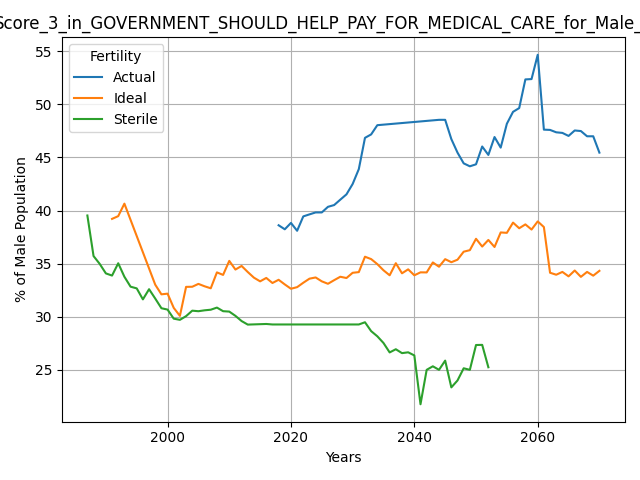 Score_3_in_GOVERNMENT_SHOULD_HELP_PAY_FOR_MEDICAL_CARE_for_Male_
Fertility
Actual
Ideal
Sterile
% of Male Population
55
50
45
40
35
30
25
2000 2020 2040 2060
Years